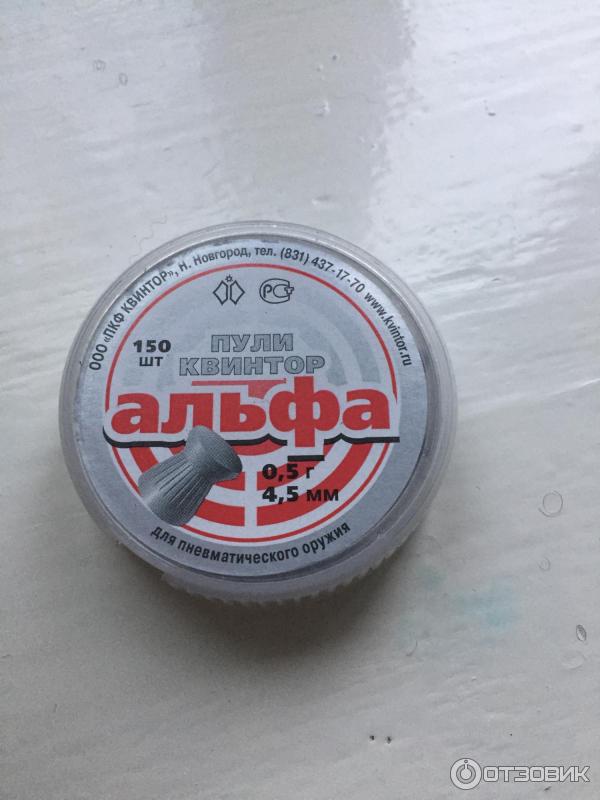 ООО «ПКФ КВИНТОР», Н. Новгород, тел. (831) 437-17-70 www.kvintor.ru
РСТ
150
ШТ
ПУЛИ
КВИНТОР
альфа
0,5 г
4,5 мм
для пневматического оружия
ОТЗОВИК